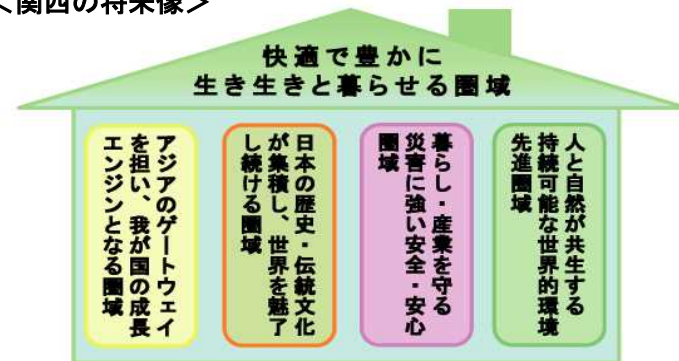 ＜関西の将来像＞
快適で豊かに
生き生きと暮らせる圏域
アジアのゲートウェイ
を担い、我が国の成長
エンジンとなる圏域
日本の歴史・伝統文化
が集積し、世界を魅了
し続ける圏域
暮らし・産業を守る
災害に強い安全・安心
圏域
人と自然が共生する
持続可能な世界的環境
先進圏域